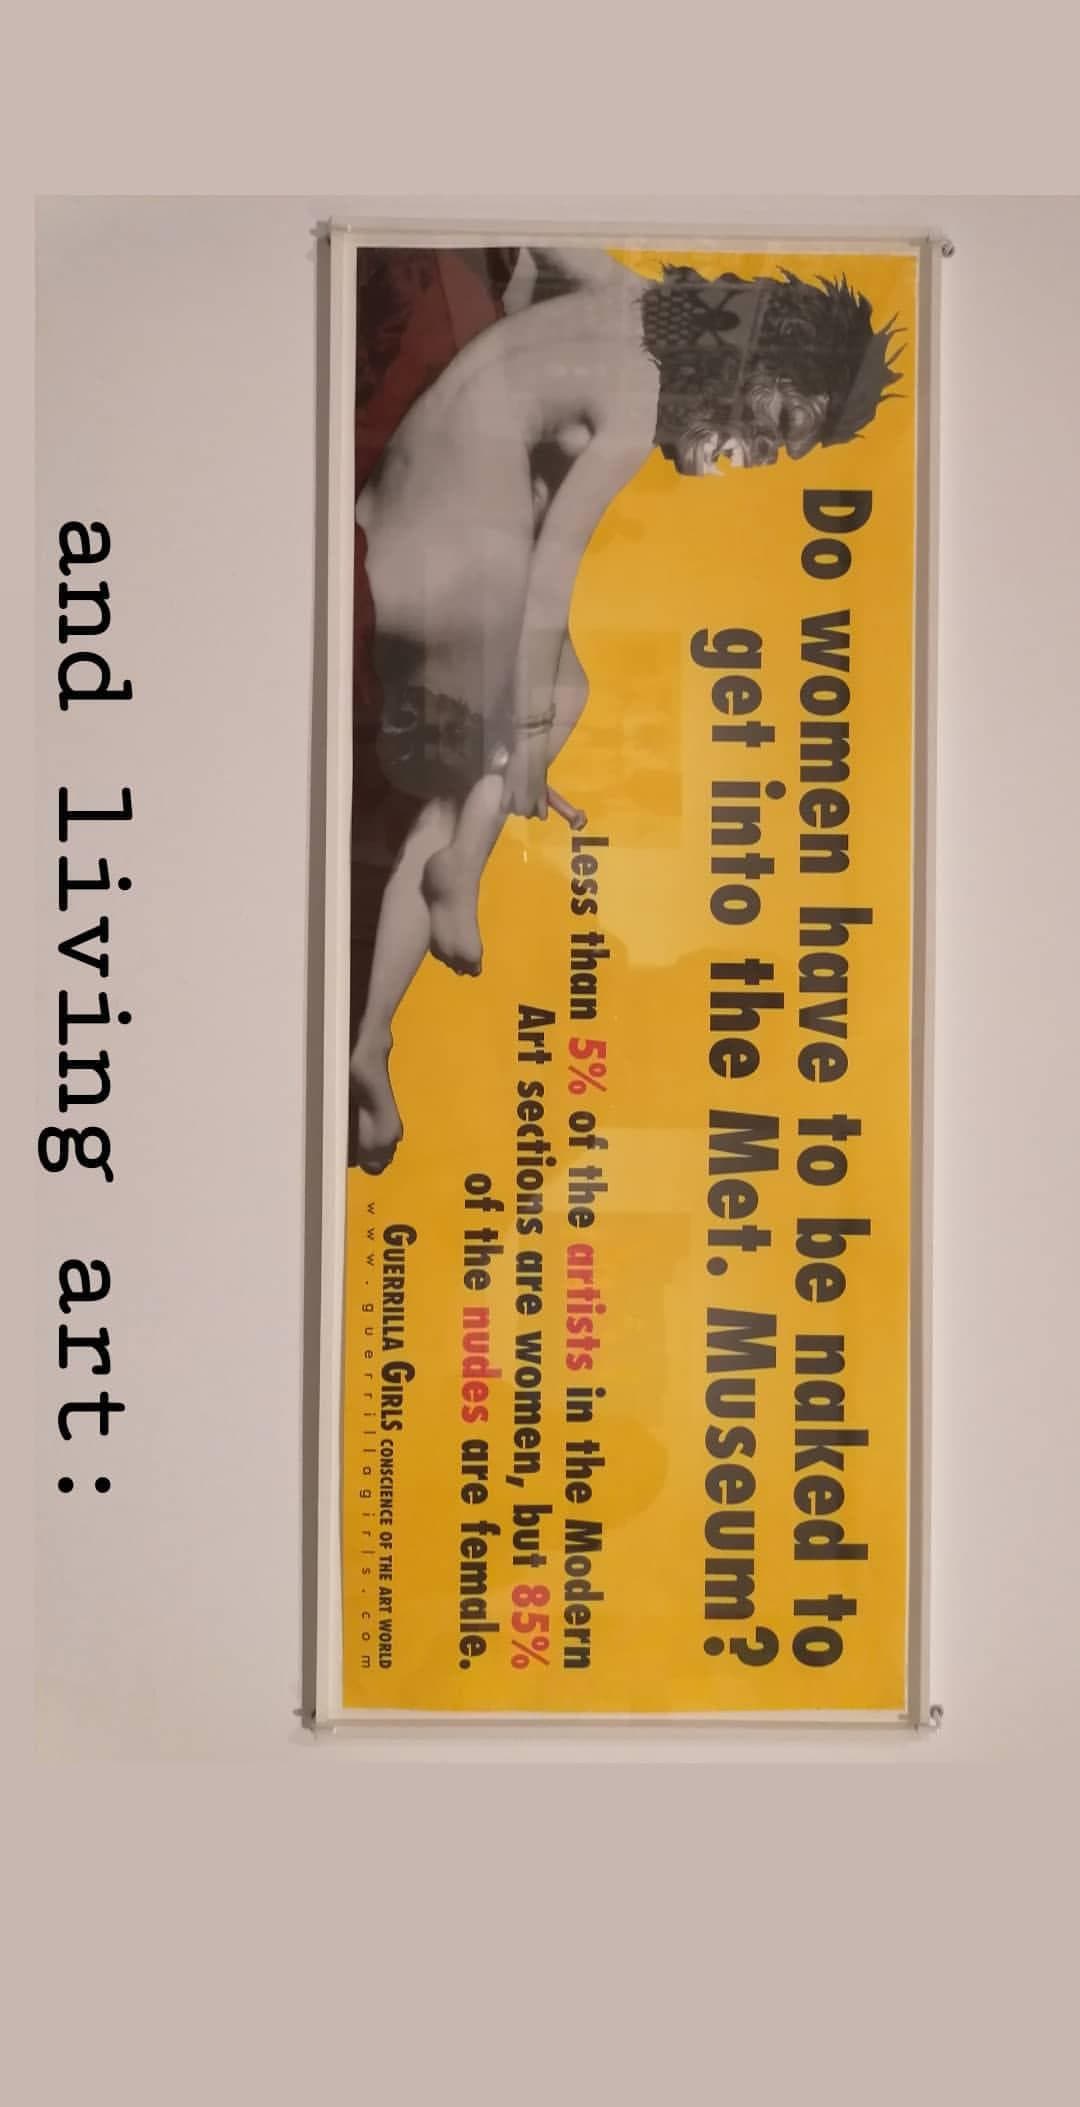 Do women have to be naked to
get into the Met. Museum?
Less than 5% of the artists in the Modern
Art sections are women, but 85%
of the nudes are female.
GUERRILLA GIRLS CONSCIENCE OF THE ART WORLD
www.guerrillagirls.com
and living art: